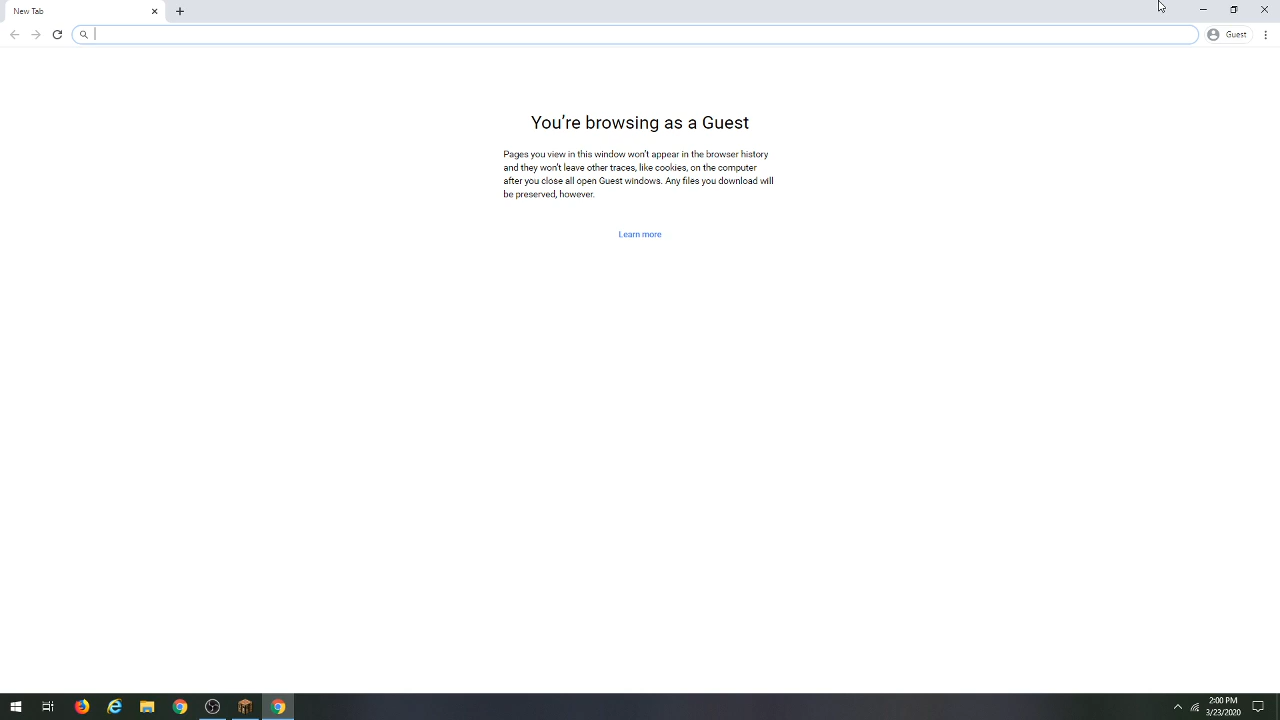 New Tab
Guest
You're browsing as a Guest
Pages you view in this window won't appear in the browser history
and they won't leave other traces, like cookies, on the computer
after you close all open Guest windows. Any files you download will
be preserved, however.
Learn more
2:00 PM
3/23/2020